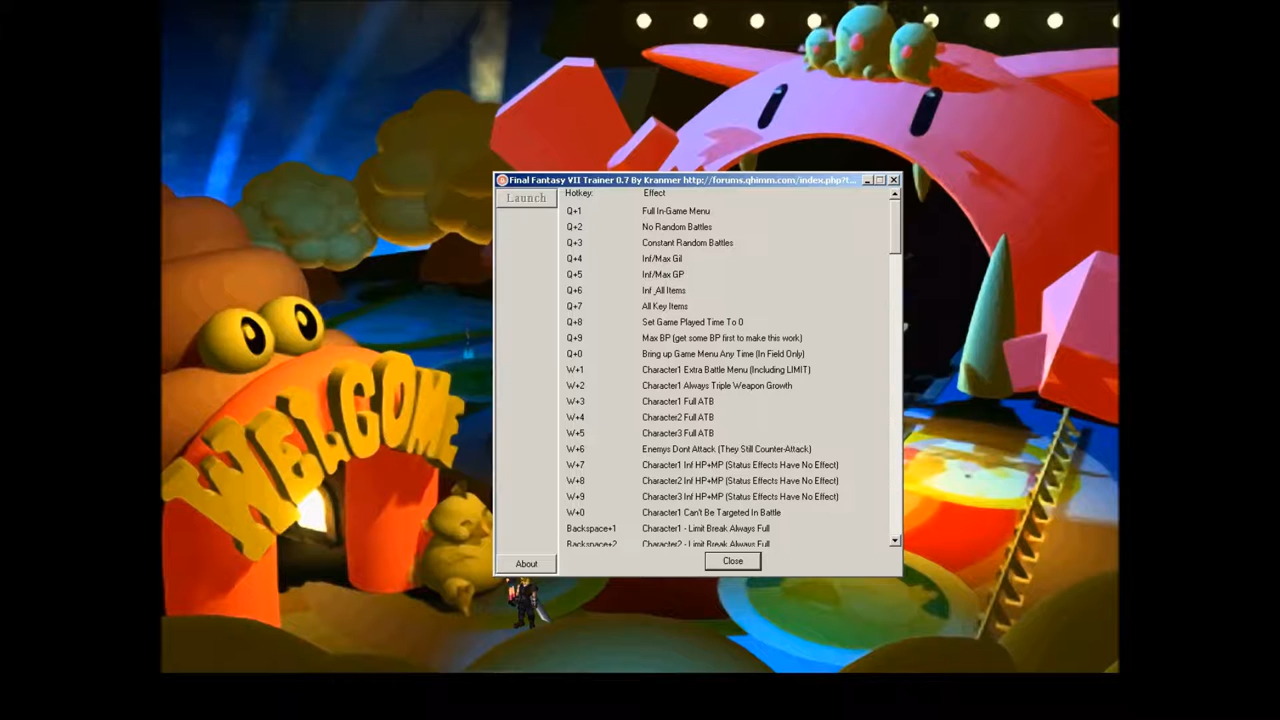 WELCOME
Final Fantasy VII Trainer 0.7 By Kranmer http://forums.qhimm.com/index.php?t...
Launch
Hotkey: Effect
Q+1 Full In-Game Menu
Q+2 No Random Battles
Q+3 Constant Random Battles
Q+4 Inf/Max Gil
Q+5 Inf/Max GP
Q+6 Inf_All Items
Q+7 All Key Items
Q+8 Set Game Played Time To 0
Q+9 Max BP (get some BP first to make this work)
Q+0 Bring up Game Menu Any Time (In Field Only)
W+1 Character1 Extra Battle Menu (Including LIMIT)
W+2 Character1 Always Triple Weapon Growth
W+3 Character1 Full ATB
W+4 Character2 Full ATB
W+5 Character3 Full ATB
W+6 Enemys Dont Attack (They Still Counter-Attack)
W+7 Character1 Inf HP+MP (Status Effects Have No Effect)
W+8 Character2 Inf HP+MP (Status Effects Have No Effect)
W+9 Character3 Inf HP+MP (Status Effects Have No Effect)
W+0 Character1 Can't Be Targeted In Battle
Backspace+1 Character1 - Limit Break Always Full
Backspace+2 Character2 - Limit Break Always Full
About
Close